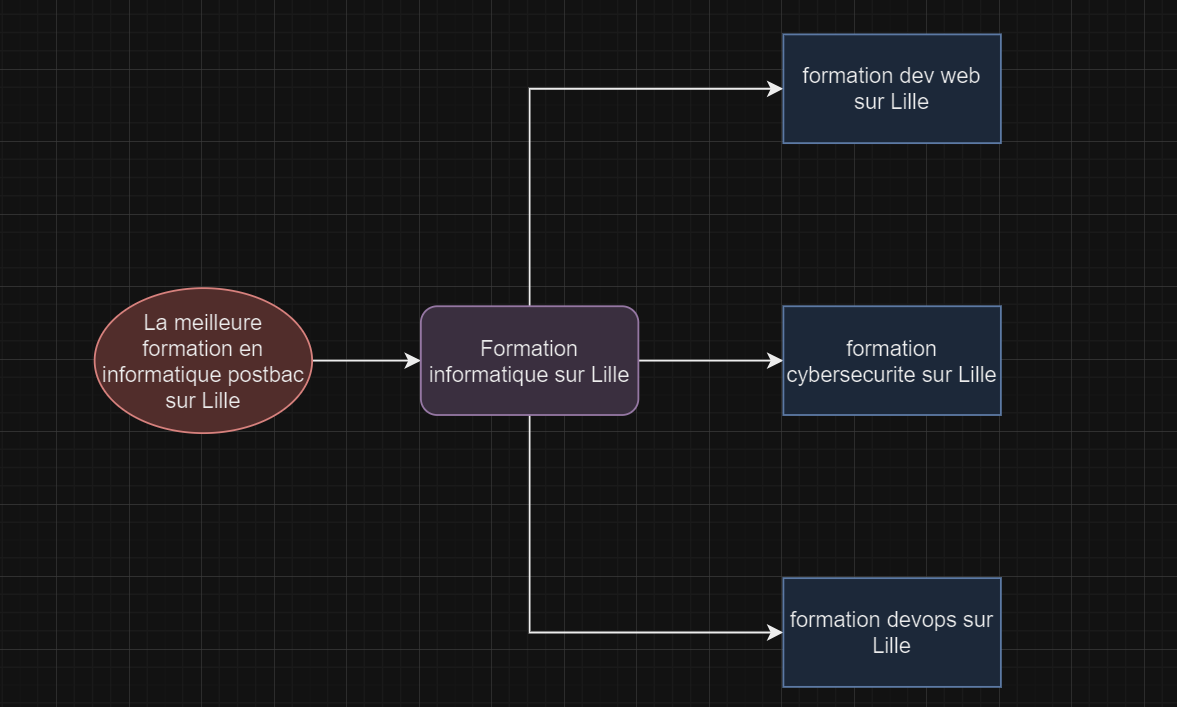 formation dev web
sur Lille
La meilleure
formation en
informatique postbac
sur Lille
Formation
informatique sur Lille
formation
cybersecurite sur Lille
formation devops sur
Lille